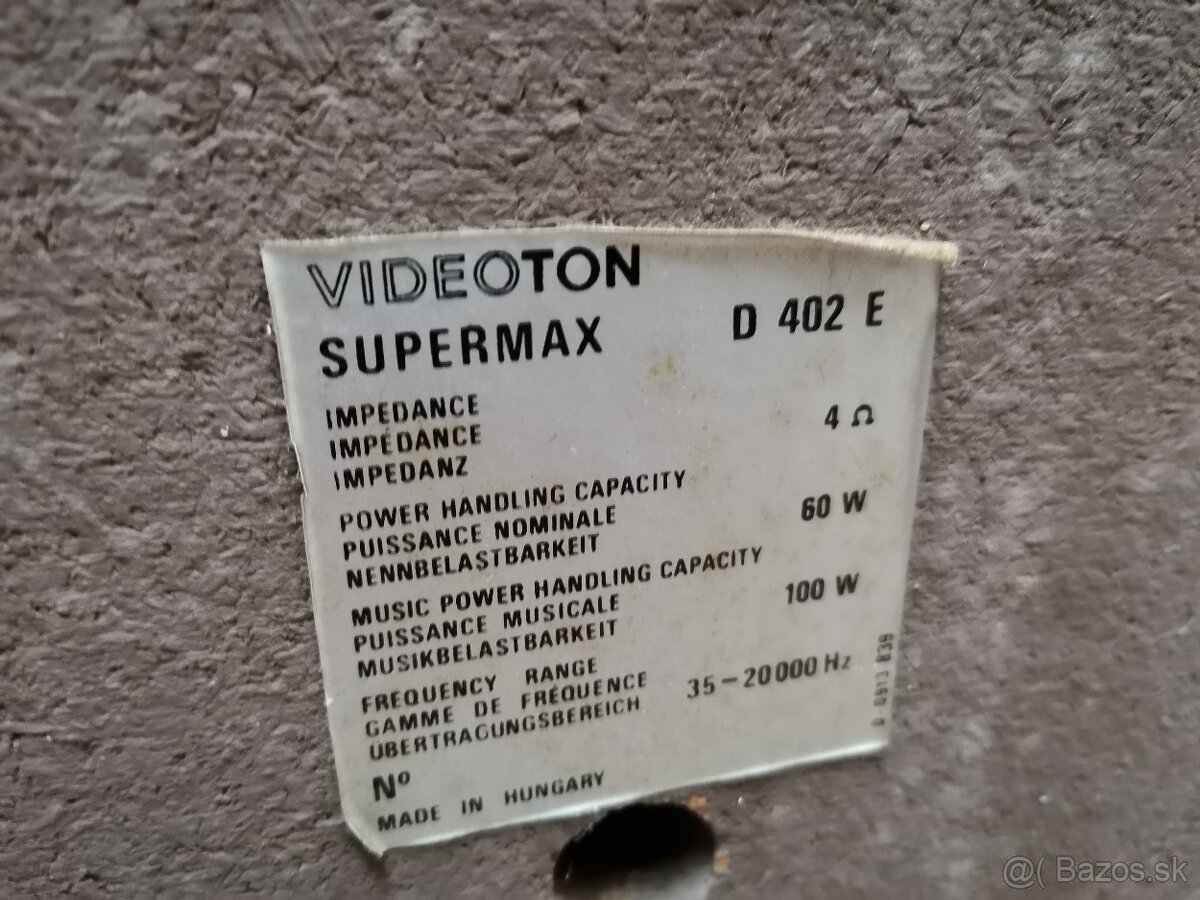 VIDEOTON
SUPERMAX D 402 E
IMPEDANCE
IMPÉDANCE 4 Ω
IMPEDANZ
POWER HANDLING CAPACITY
PUISSANCE NOMINALE 60 W
NENNBELASTBARKEIT
MUSIC POWER HANDLING CAPACITY
PUISSANCE MUSICALE 100 W
MUSIKBELASTBARKEIT
FREQUENCY RANGE
GAMME DE FRÉQUENCE 35–20000 Hz
ÜBERTRAGUNGSBEREICH
Nº
MADE IN HUNGARY
@( Bazos.sk